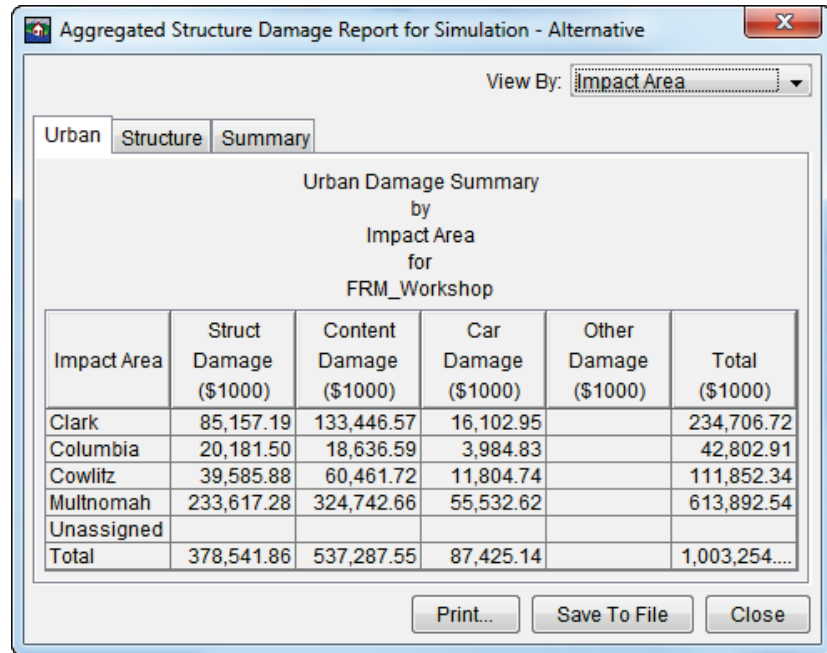 Aggregated Structure Damage Report for Simulation - Alternative
View By: Impact Area
Urban Structure Summary
Urban Damage Summary
by
Impact Area
for
FRM_Workshop
Impact Area Struct Damage ($1000) Content Damage ($1000) Car Damage ($1000) Other Damage ($1000) Total ($1000)
Clark 85,157.19 133,446.57 16,102.95 234,706.72
Columbia 20,181.50 18,636.59 3,984.83 42,802.91
Cowlitz 39,585.88 60,461.72 11,804.74 111,852.34
Multnomah 233,617.28 324,742.66 55,532.62 613,892.54
Unassigned
Total 378,541.86 537,287.55 87,425.14 1,003,254....
Print... Save To File Close